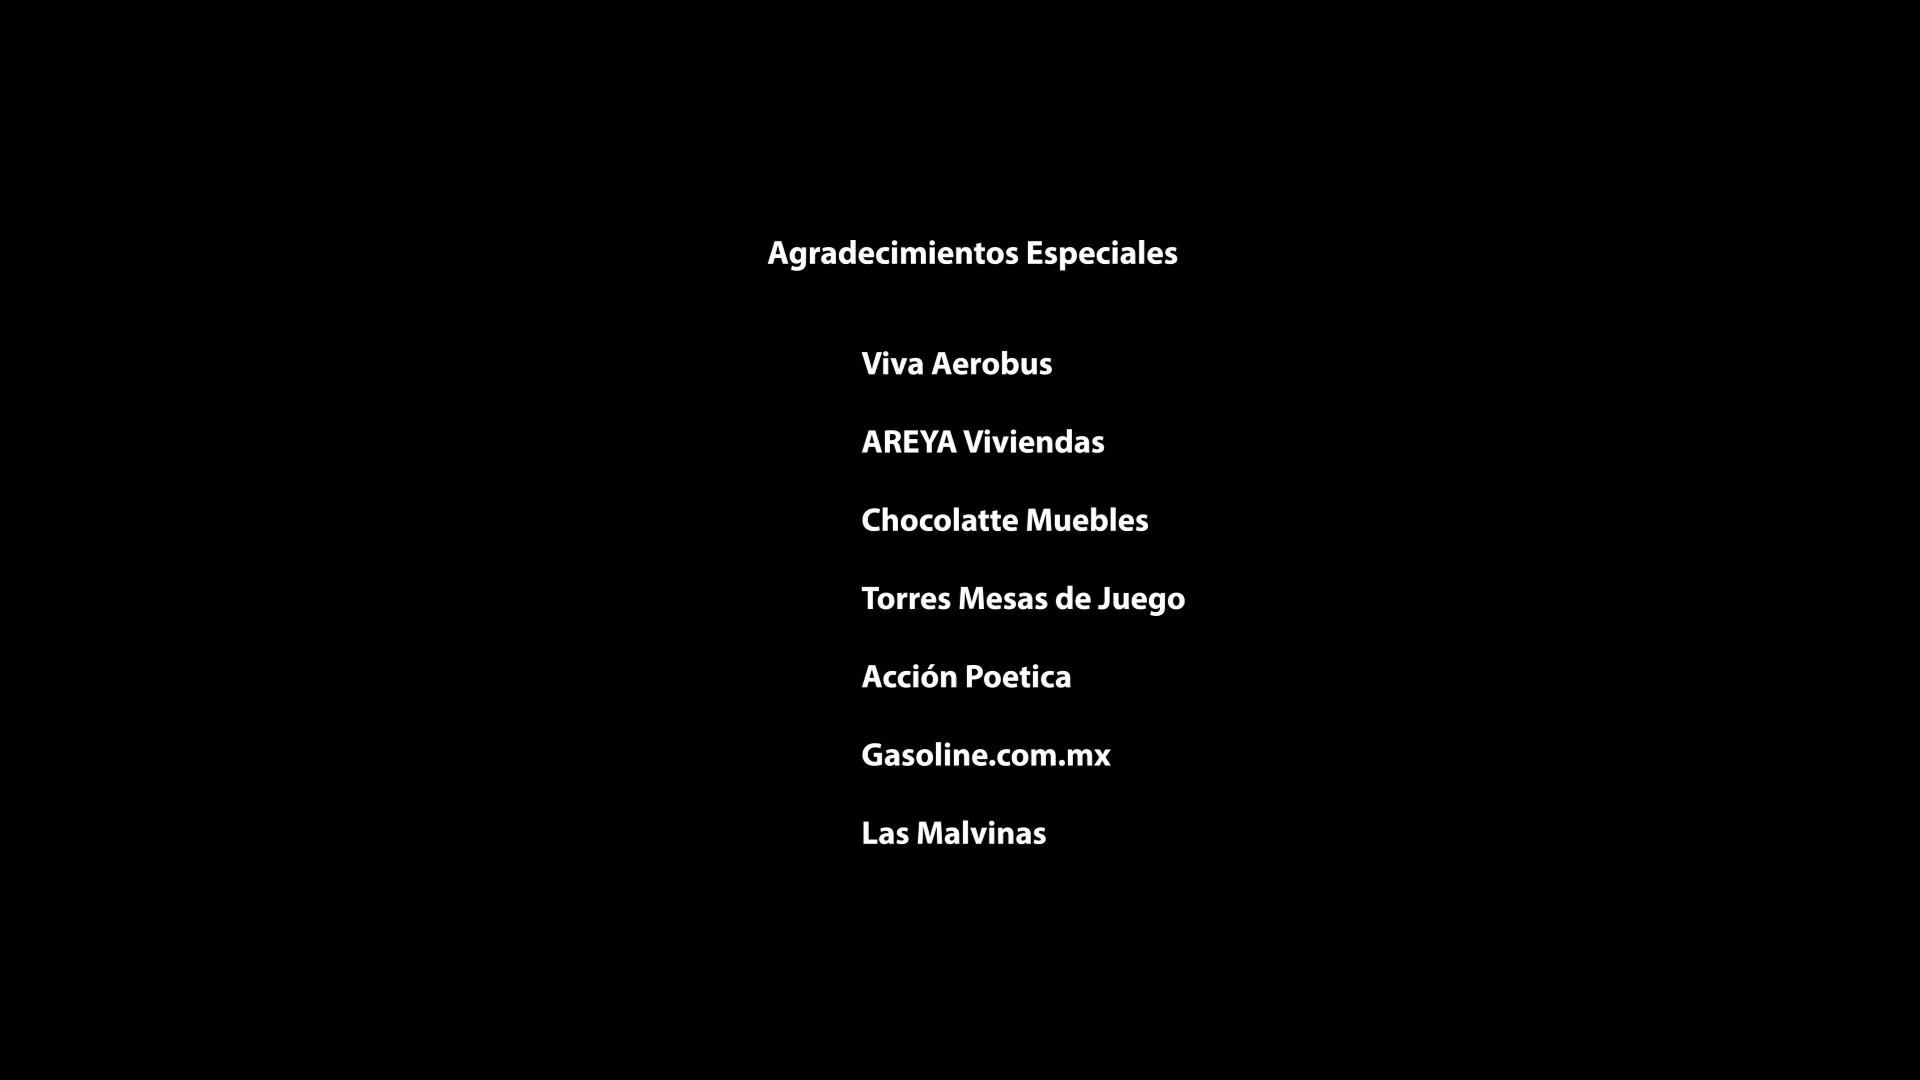 Agradecimientos Especiales
Viva Aerobus
AREYA Viviendas
Chocolatte Muebles
Torres Mesas de Juego
Acción Poetica
Gasoline.com.mx
Las Malvinas